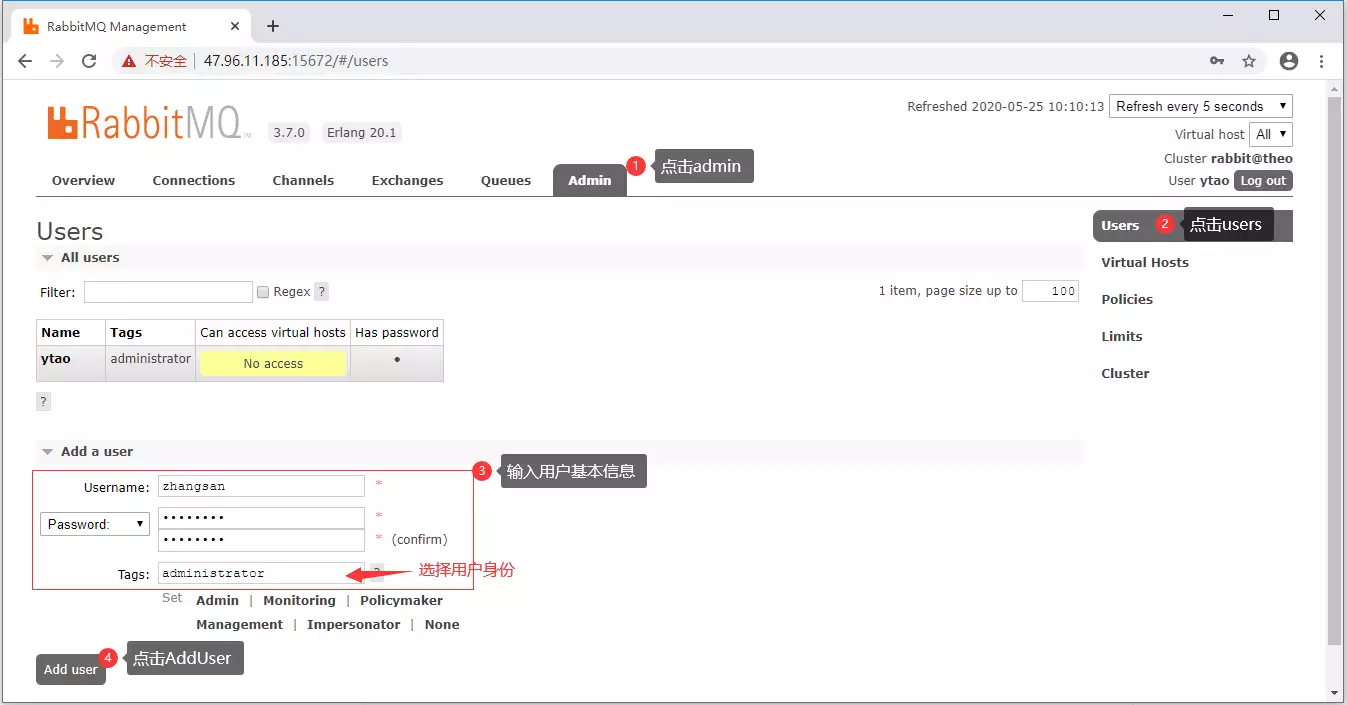 RabbitMQ Management
不安全 47.96.11.185:15672/#/users
RabbitMQ TM 3.7.0 Erlang 20.1
Refreshed 2020-05-25 10:10:13 Refresh every 5 seconds
Virtual host All
Cluster rabbit@theo
User ytao Log out
Overview Connections Channels Exchanges Queues Admin 1 点击admin
Users 2 点击users
Virtual Hosts
Policies
Limits
Cluster
Users
All users
Filter: Regex ? 1 item, page size up to 100
Name Tags Can access virtual hosts Has password
ytao administrator No access •
?
Add a user
3 输入用户基本信息
Username: zhangsan *
Password: •••••••• *
•••••••• * (confirm)
Tags: administrator ? 选择用户身份
Set Admin | Monitoring | Policymaker
Management | Impersonator | None
Add user 4 点击AddUser